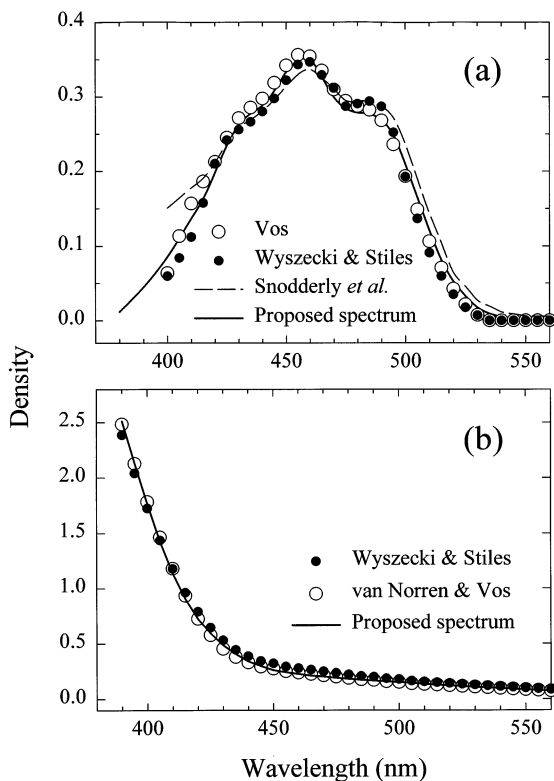 0.4
(a)
0.3
0.2
Vos
0.1
Wyszecki & Stiles
Snodderly et al.
Proposed spectrum
0.0
400
450
500
550
Density
2.5
(b)
2.0
1.5
Wyszecki & Stiles
1.0
van Norren & Vos
Proposed spectrum
0.5
0.0
400
450
500
550
Wavelength (nm)